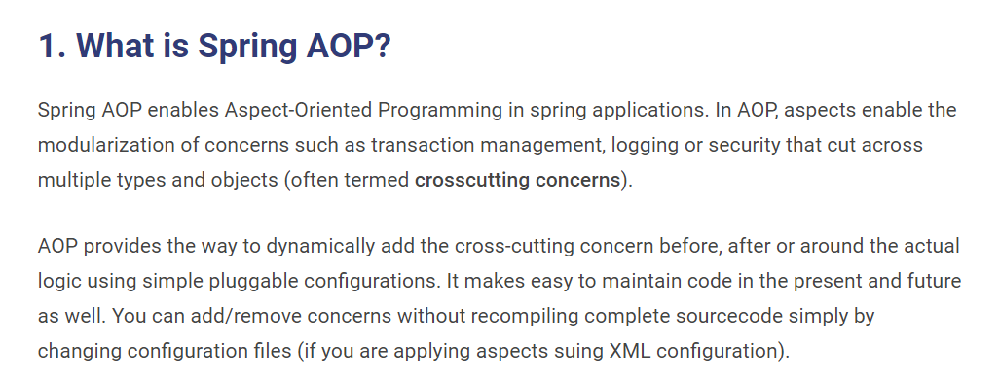 1. What is Spring AOP?
Spring AOP enables Aspect-Oriented Programming in spring applications. In AOP, aspects enable the
modularization of concerns such as transaction management, logging or security that cut across
multiple types and objects (often termed crosscutting concerns).
AOP provides the way to dynamically add the cross-cutting concern before, after or around the actual
logic using simple pluggable configurations. It makes easy to maintain code in the present and future
as well. You can add/remove concerns without recompiling complete sourcecode simply by
changing configuration files (if you are applying aspects suing XML configuration).